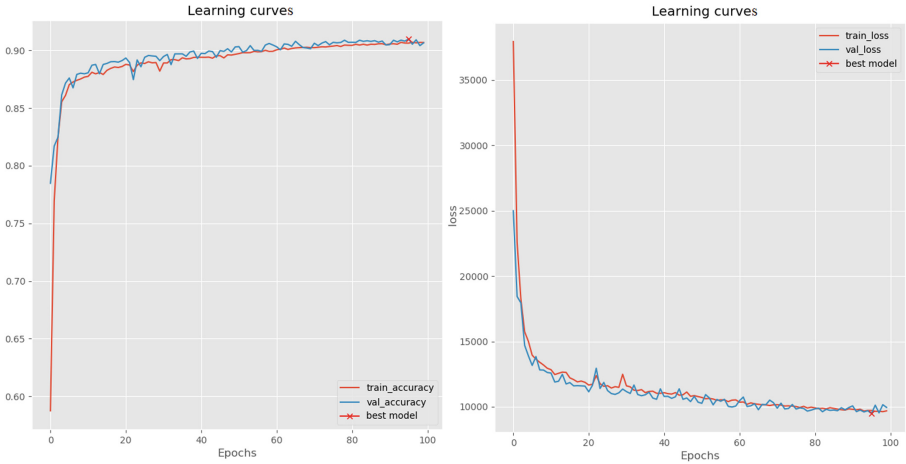 Learning curves
0.90
0.85
0.80
0.75
0.70
0.65
0.60
0 20 40 60 80 100
Epochs
train_accuracy
val_accuracy
best model
Learning curves
loss
35000
30000
25000
20000
15000
10000
0 20 40 60 80 100
Epochs
train_loss
val_loss
best model